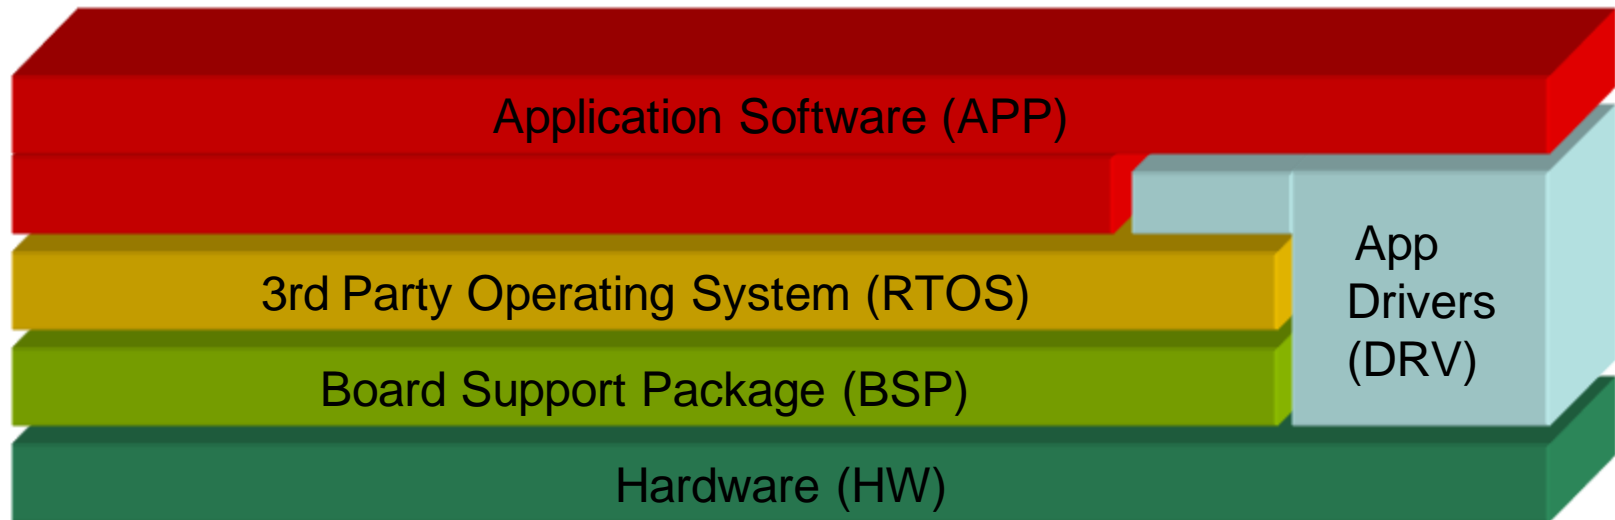 Application Software (APP)
3rd Party Operating System (RTOS)
App
Drivers
(DRV)
Board Support Package (BSP)
Hardware (HW)